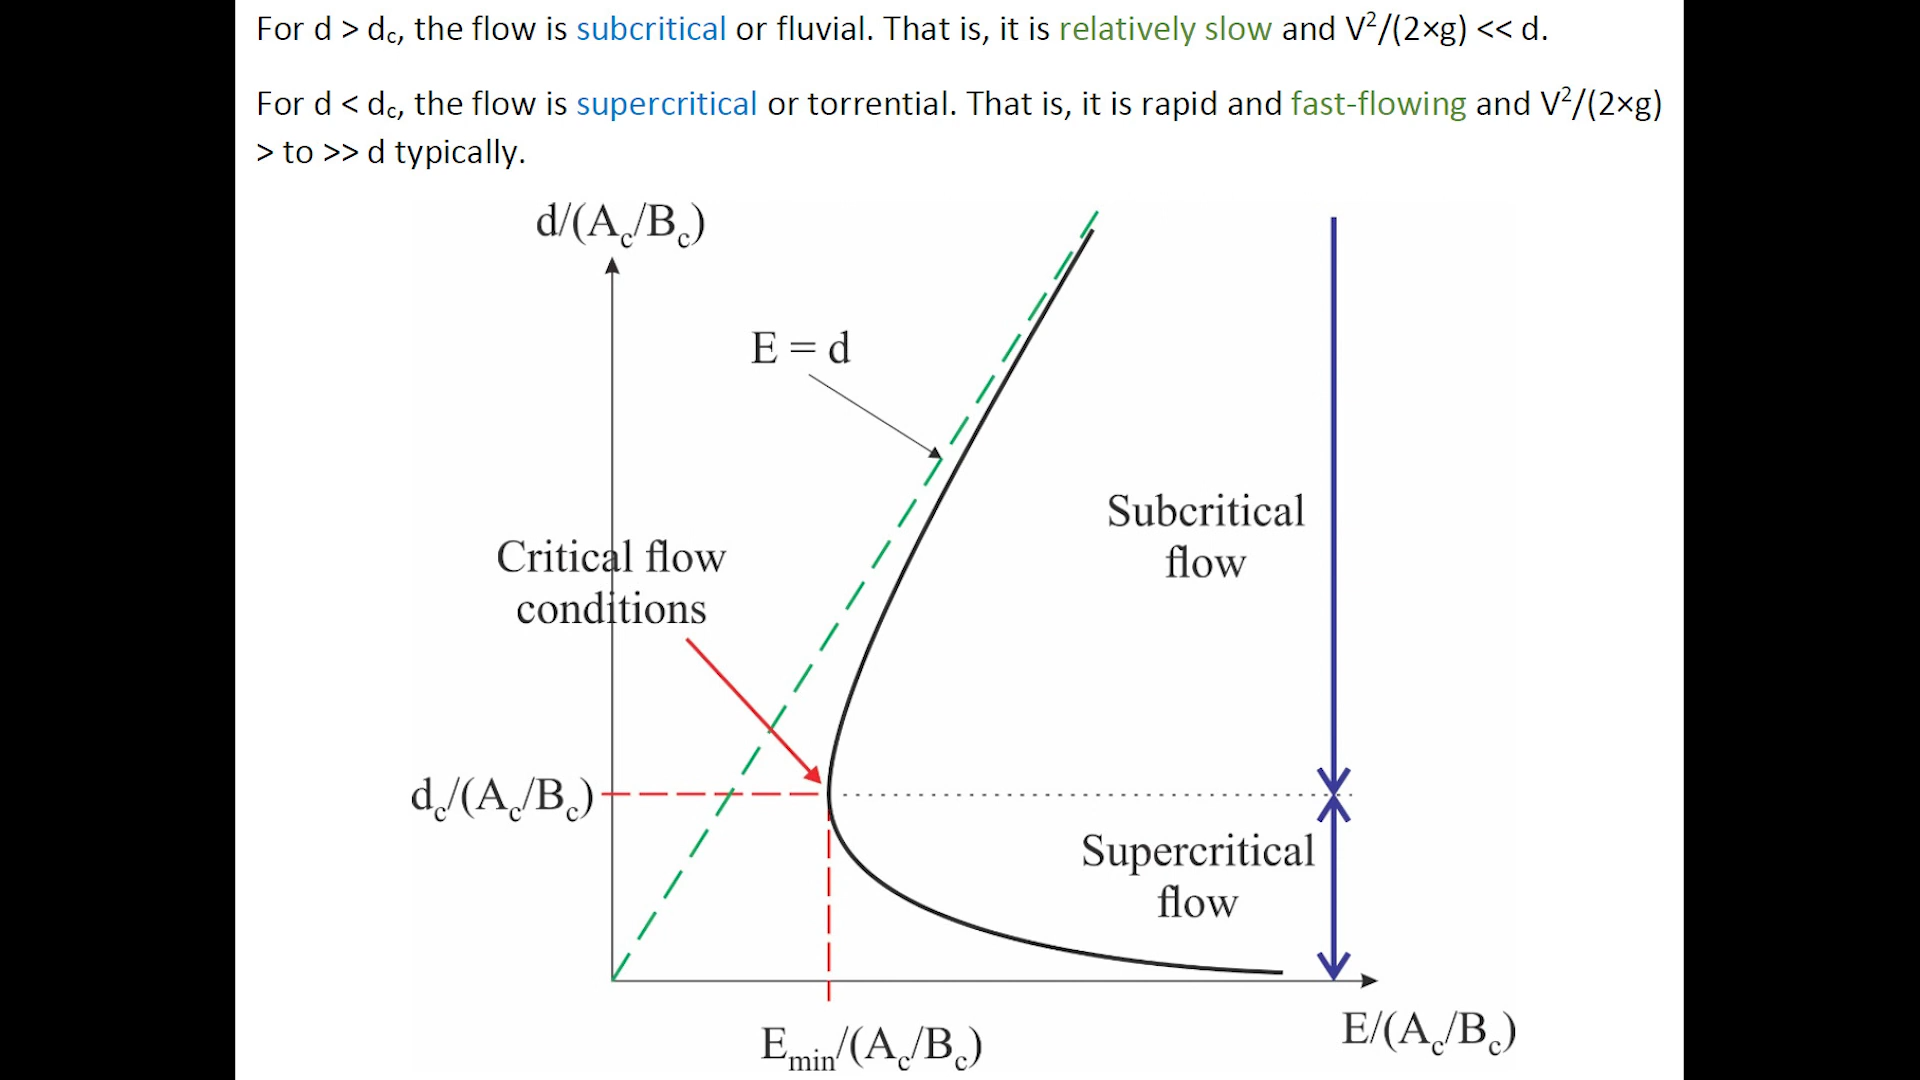 For d > dc, the flow is subcritical or fluvial. That is, it is relatively slow and V²/(2×g) << d.
For d < dc, the flow is supercritical or torrential. That is, it is rapid and fast-flowing and V²/(2×g)
> to >> d typically.
d/(Ac/Bc)
E = d
Subcritical
flow
Critical flow
conditions
dc/(Ac/Bc)
Supercritical
flow
Emin/(Ac/Bc)
E/(Ac/Bc)